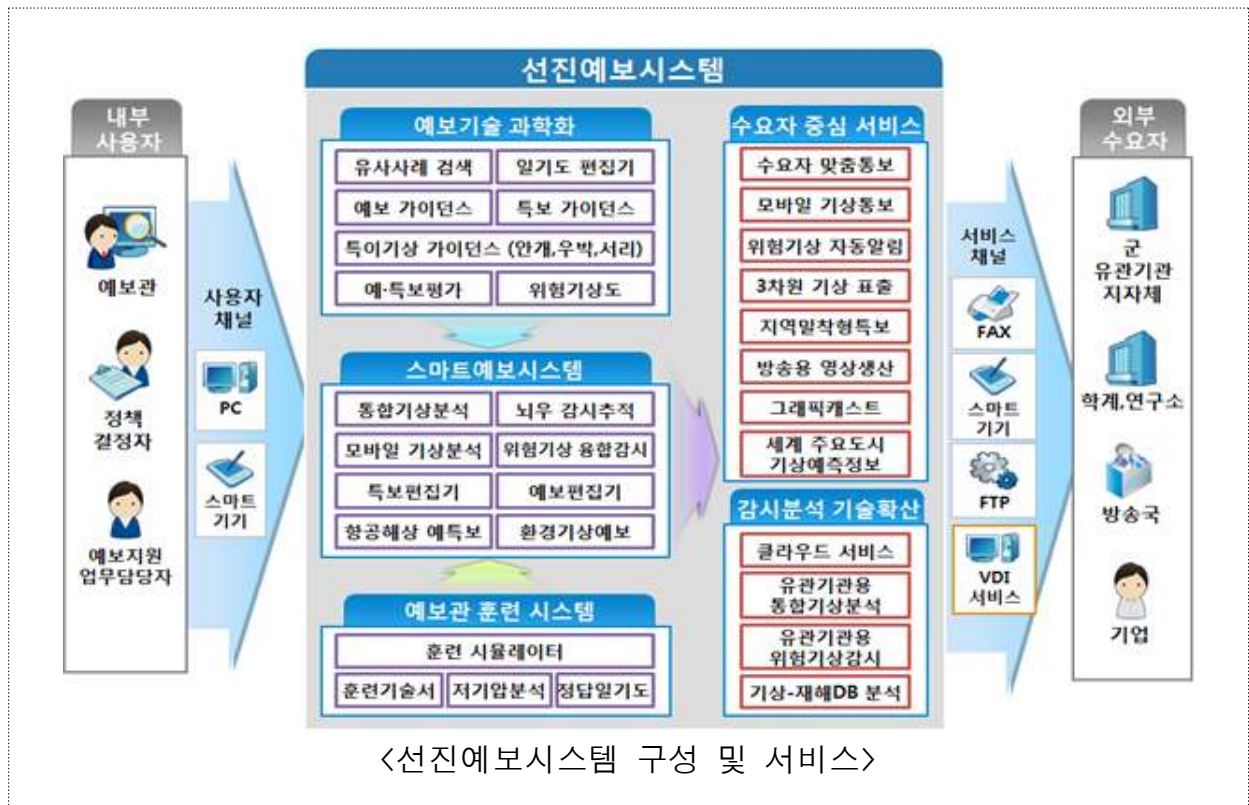 선진예보시스템
내부
사용자
예보관
정책
결정자
예보지원
업무담당자
사용자
채널
PC
스마트
기기
예보기술 과학화
유사사례 검색
일기도 편집기
예보 가이던스
특보 가이던스
특이기상 가이던스 (안개,우박,서리)
예·특보평가
위험기상도
스마트예보시스템
통합기상분석
뇌우 감시추적
모바일 기상분석
위험기상 융합감시
특보편집기
예보편집기
항공해상 예특보
환경기상예보
예보관 훈련 시스템
훈련 시뮬레이터
훈련기술서
저기압분석
정답일기도
수요자 중심 서비스
수요자 맞춤통보
모바일 기상통보
위험기상 자동알림
3차원 기상 표출
지역밀착형특보
방송용 영상생산
그래픽캐스트
세계 주요도시
기상예측정보
감시분석 기술확산
클라우드 서비스
유관기관용
통합기상분석
유관기관용
위험기상감시
기상-재해DB 분석
서비스
채널
FAX
스마트
기기
FTP
VDI
서비스
외부
수요자
군
유관기관
지자체
학계,연구소
방송국
기업
<선진예보시스템 구성 및 서비스>